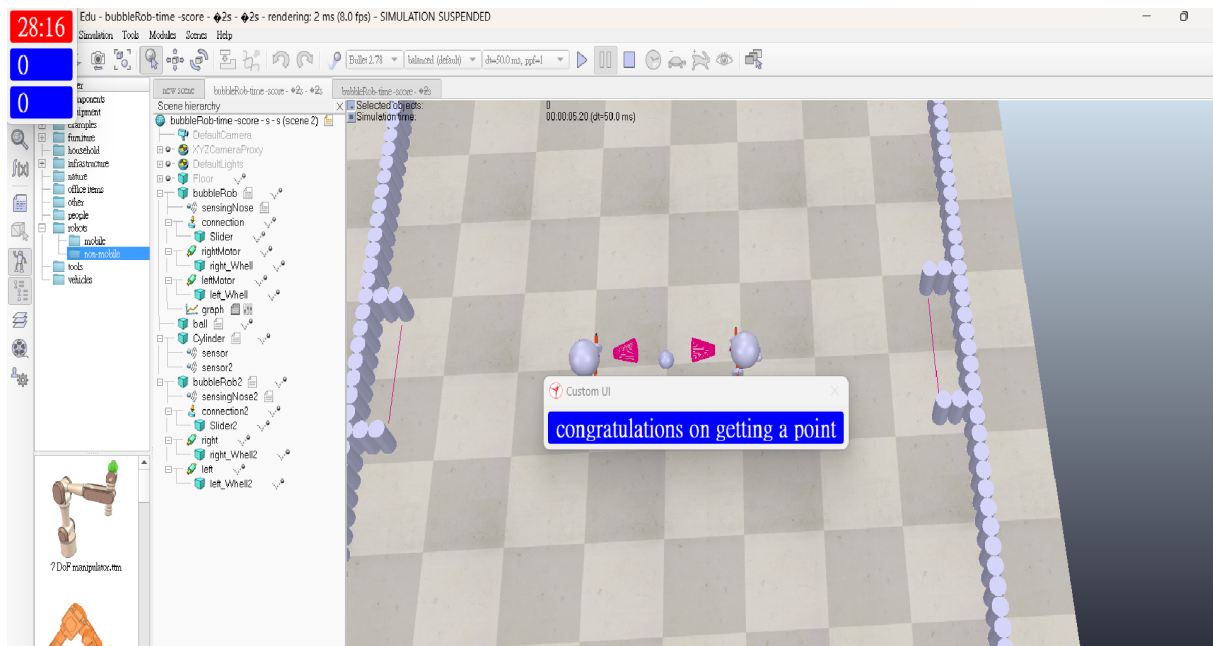 28:16
0
0
Edu - bubbleRob-time -score - �2s - �2s - rendering: 2 ms (8.0 fps) - SIMULATION SUSPENDED
Simulation Tools Modules Scenes Help
Bullet 2.78 balanced (default) dt=50.0 ms, ppf=1
new scene bubbleRob-time -score - �2s - �2s bubbleRob-time -score - �2s
examples
furniture
household
infrastructure
nature
office items
other
people
robots
mobile
non-mobile
tools
vehicles
7 DoF manipulator.ttm
Scene hierarchy
bubbleRob-time -score - s - s (scene 2)
DefaultCamera
XYZCameraProxy
DefaultLights
Floor
bubbleRob
sensingNose
connection
Slider
rightMotor
right_Whell
leftMotor
left_Whell
graph
ball
Cylinder
sensor
sensor2
bubbleRob2
sensingNose2
connection2
Slider2
right
right_Whell2
left
left_Whell2
Selected objects: 0
Simulation time: 00:00:05.20 (dt=50.0 ms)
Custom UI
congratulations on getting a point